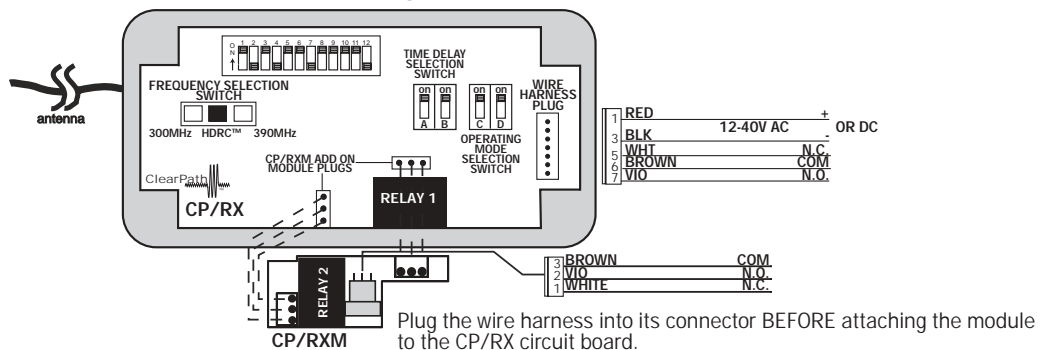 O
N
1 2 3 4 5 6 7 8 9 10 11 12
TIME DELAY
SELECTION
SWITCH
on on
A B
on on
C D
OPERATING
MODE
SELECTION
SWITCH
WIRE
HARNESS
PLUG
FREQUENCY SELECTION
SWITCH
300MHz HDRC™ 390MHz
antenna
CP/RXM ADD ON
MODULE PLUGS
ClearPath
CP/RX
RELAY 1
1 RED +
12-40V AC OR DC
3 BLK -
5 WHT N.C.
6 BROWN COM
7 VIO N.O.
RELAY 2
CP/RXM
3 BROWN COM
2 VIO N.O.
1 WHITE N.C.
Plug the wire harness into its connector BEFORE attaching the module
to the CP/RX circuit board.